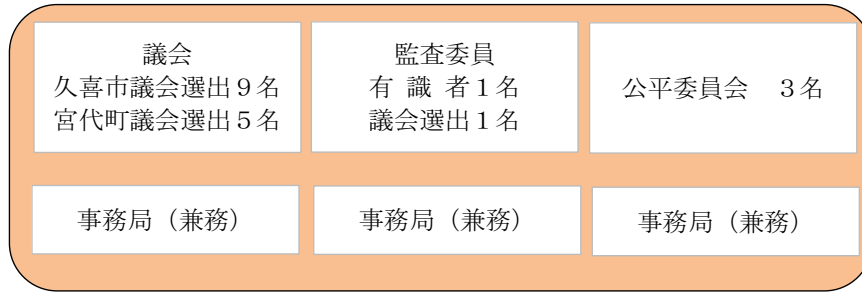 議会
久喜市議会選出９名
宮代町議会選出５名
監査委員
有 識 者１名
議会選出１名
公平委員会　３名
事務局（兼務）
事務局（兼務）
事務局（兼務）